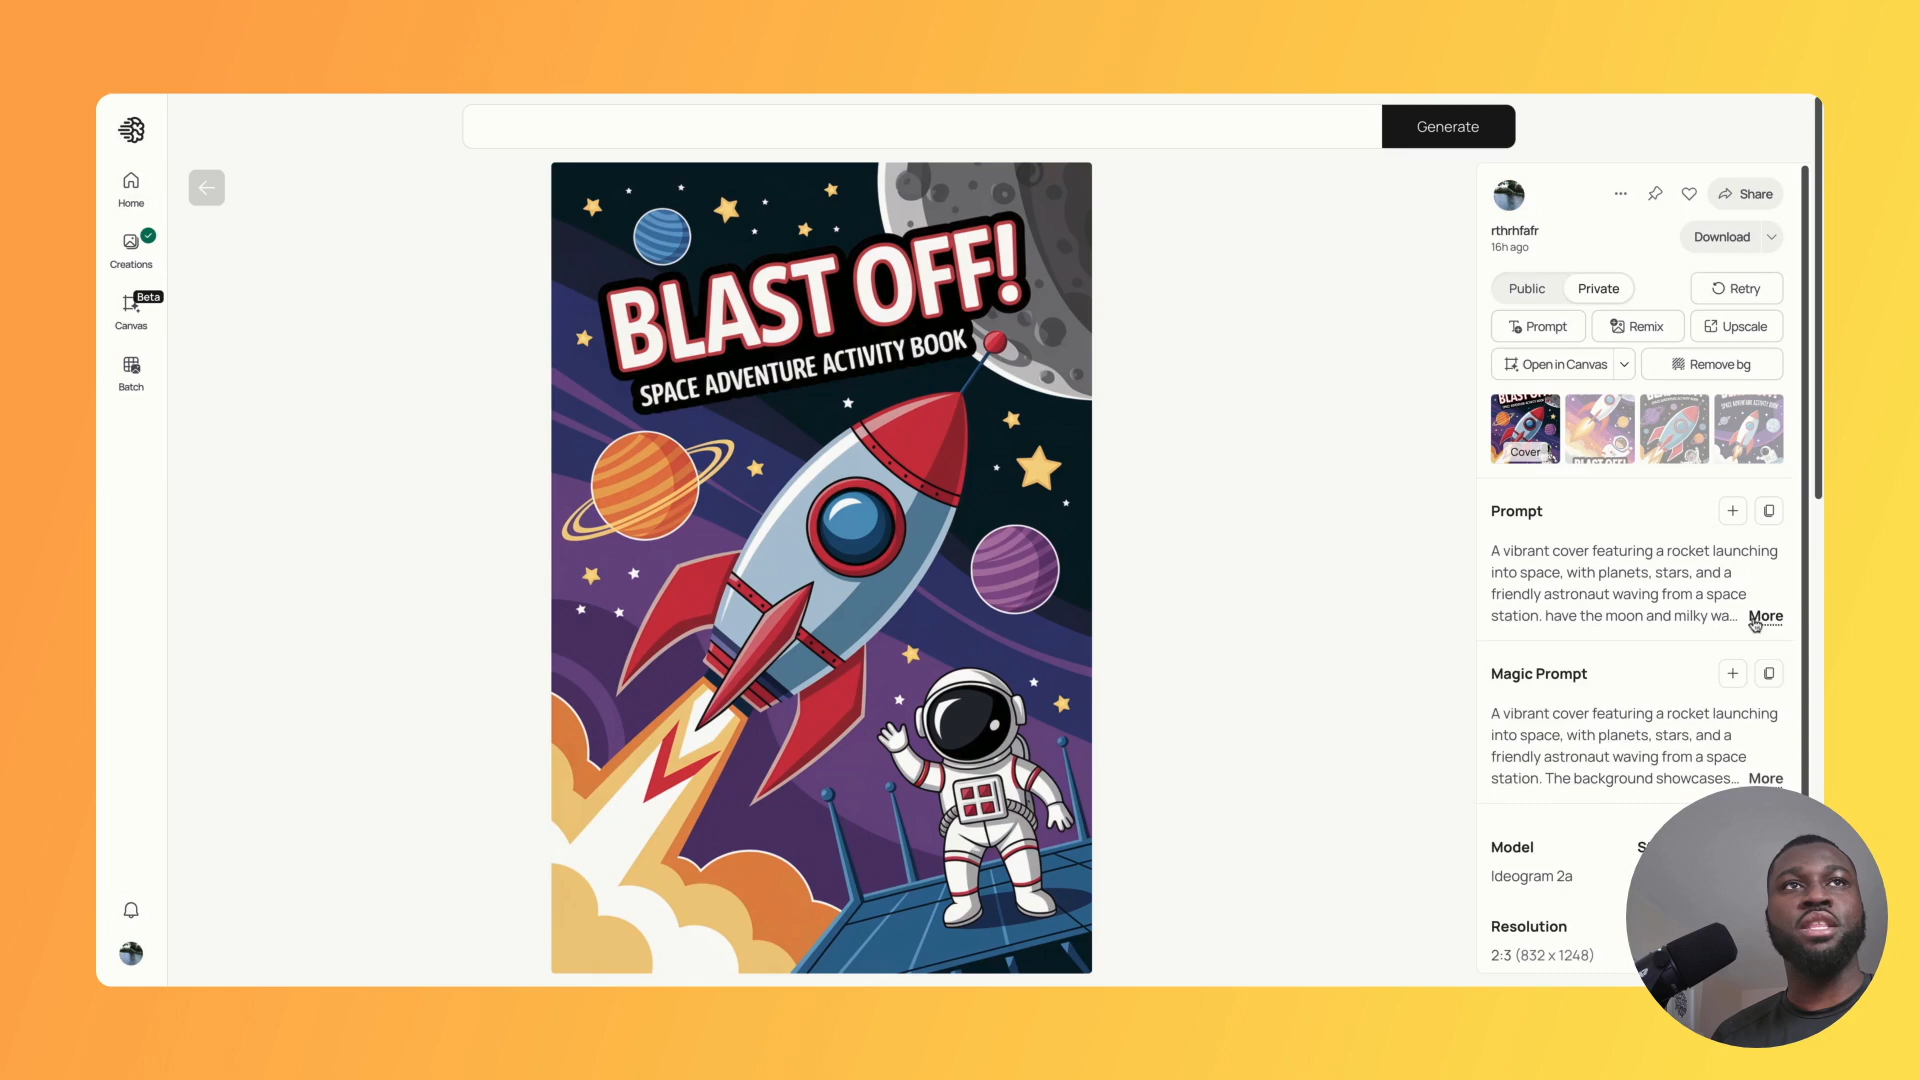 Generate
Home
Creations
Beta
Canvas
Batch
BLAST OFF!
SPACE ADVENTURE ACTIVITY BOOK
Share
rthrhfafr
16h ago
Download
Public
Private
Retry
Prompt
Remix
Upscale
Open in Canvas
Remove bg
Cover
Prompt
A vibrant cover featuring a rocket launching
into space, with planets, stars, and a
friendly astronaut waving from a space
station. have the moon and milky wa... More
Magic Prompt
A vibrant cover featuring a rocket launching
into space, with planets, stars, and a
friendly astronaut waving from a space
station. The background showcases... More
Model
Ideogram 2a
Resolution
2:3 (832 x 1248)